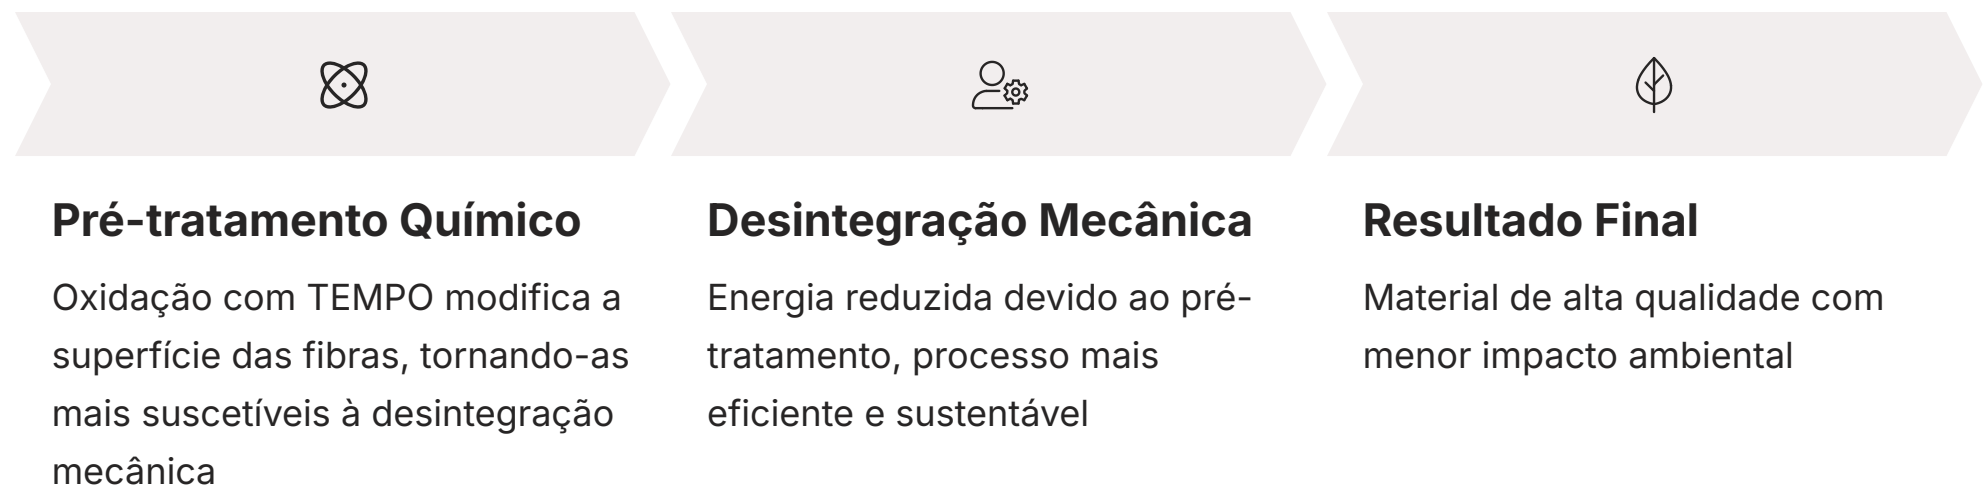 Pré-tratamento Químico
Oxidação com TEMPO modifica a
superfície das fibras, tornando-as
mais suscetíveis à desintegração
mecânica
Desintegração Mecânica
Energia reduzida devido ao pré-
tratamento, processo mais
eficiente e sustentável
Resultado Final
Material de alta qualidade com
menor impacto ambiental